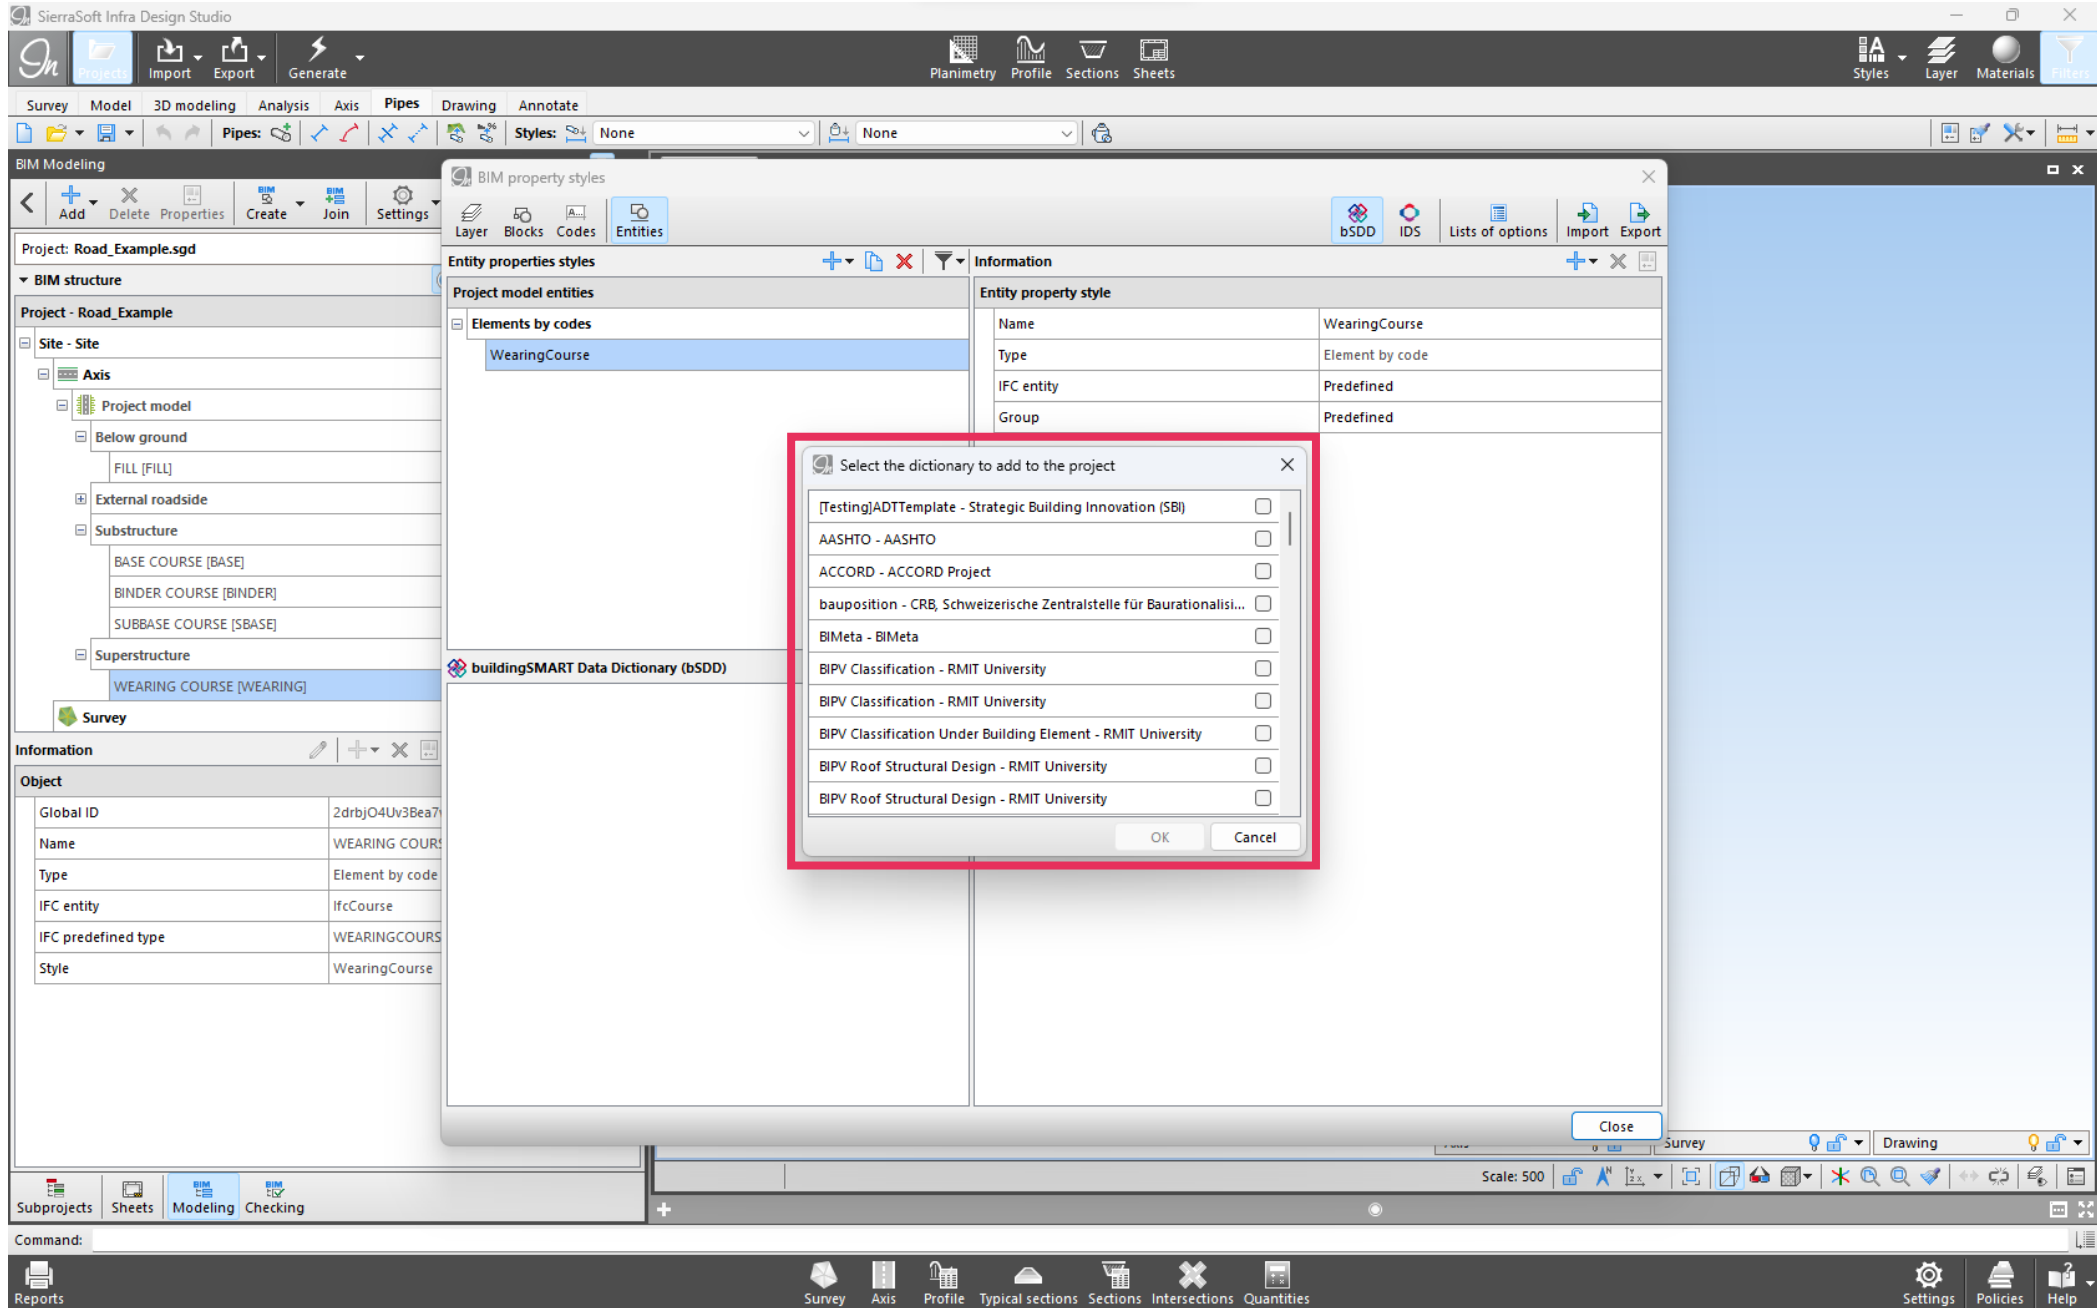 SierraSoft Infra Design Studio
Projects Import Export Generate Planimetry Profile Sections Sheets Styles Layer Materials Filters
Survey Model 3D modeling Analysis Axis Pipes Drawing Annotate
Pipes: Styles: None None
BIM Modeling
Add Delete Properties Create Join Settings
Project: Road_Example.sgd
BIM structure
Project - Road_Example
Site - Site
Axis
Project model
Below ground
FILL [FILL]
External roadside
Substructure
BASE COURSE [BASE]
BINDER COURSE [BINDER]
SUBBASE COURSE [SBASE]
Superstructure
WEARING COURSE [WEARING]
Survey
Information
Object
Global ID 2drbjO4Uv3Bea7
Name WEARING COURS
Type Element by code
IFC entity IfcCourse
IFC predefined type WEARINGCOURS
Style WearingCourse
Subprojects Sheets Modeling Checking
BIM property styles
Layer Blocks Codes Entities bSDD IDS Lists of options Import Export
Entity properties styles
Project model entities
Elements by codes
WearingCourse
buildingSMART Data Dictionary (bSDD)
Information
Entity property style
Name WearingCourse
Type Element by code
IFC entity Predefined
Group Predefined
Select the dictionary to add to the project
[Testing]ADTTemplate - Strategic Building Innovation (SBI)
AASHTO - AASHTO
ACCORD - ACCORD Project
bauposition - CRB, Schweizerische Zentralstelle für Baurationalisi...
BIMeta - BIMeta
BIPV Classification - RMIT University
BIPV Classification - RMIT University
BIPV Classification Under Building Element - RMIT University
BIPV Roof Structural Design - RMIT University
BIPV Roof Structural Design - RMIT University
OK Cancel
Close
Survey Drawing
Scale: 500
Command:
Reports Survey Axis Profile Typical sections Sections Intersections Quantities Settings Policies Help